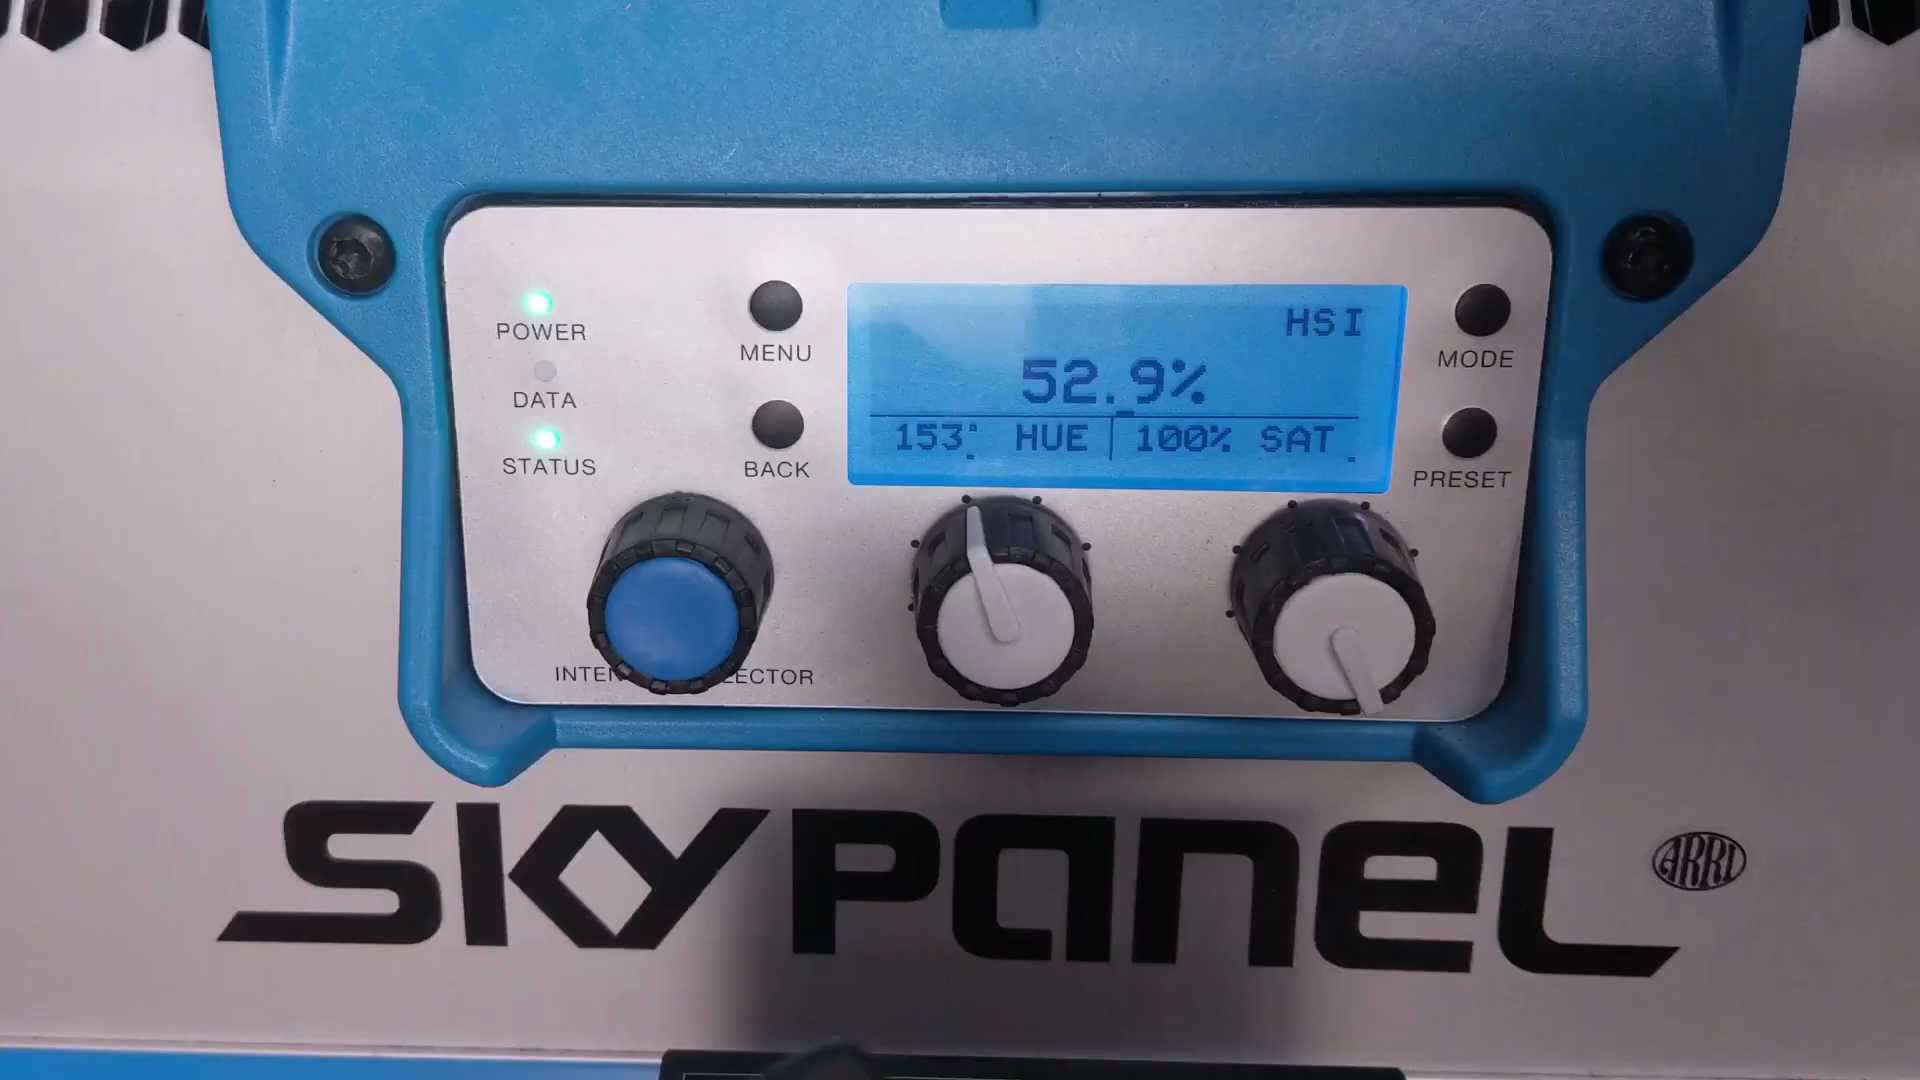 POWER
DATA
STATUS
MENU
BACK
HSI
52.9%
153° HUE
100% SAT
MODE
PRESET
INTEN
LECTOR
SKYPANEL
ARRI